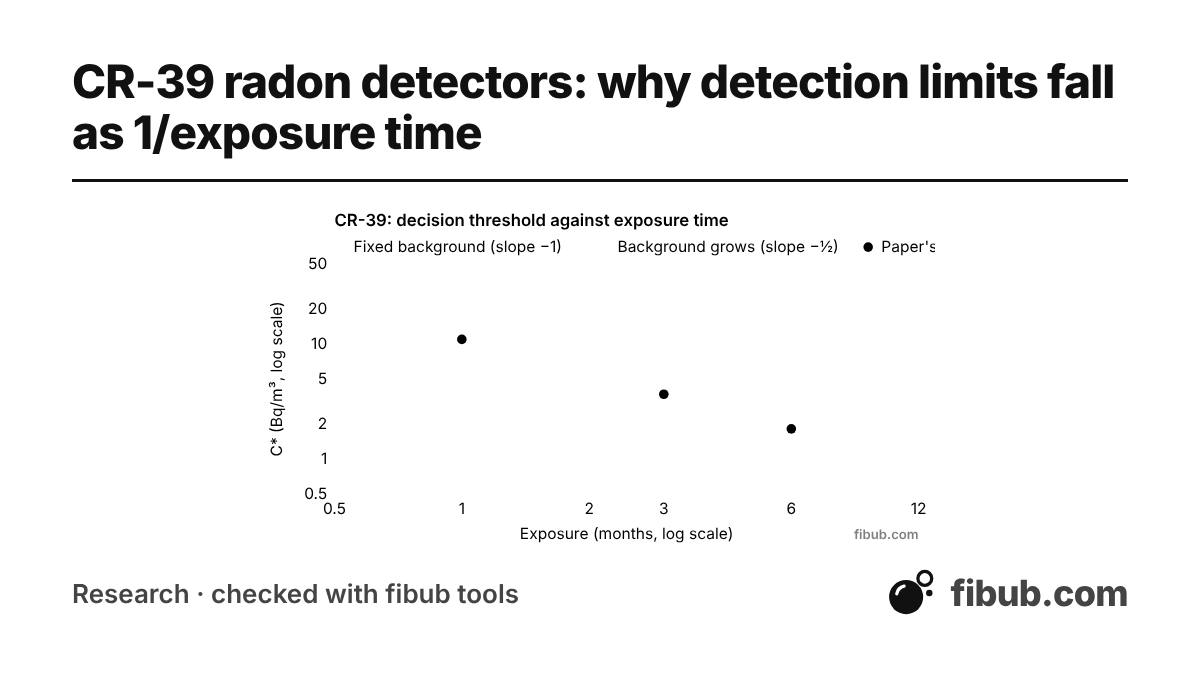 CR-39 radon detectors: why detection limits fall
as 1/exposure time
CR-39: decision threshold against exposure time
Fixed background (slope −1) Background grows (slope −½) Paper's
50
20
10
5
2
1
0.5
C* (Bq/m³, log scale)
0.5 1 2 3 6 12
Exposure (months, log scale)
fibub.com
Research · checked with fibub tools
fibub.com